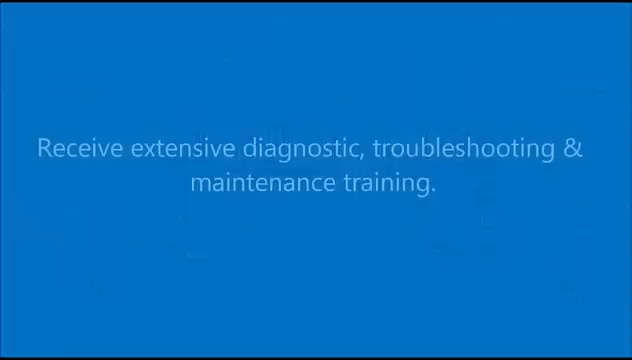 Receive extensive diagnostic, troubleshooting &
maintenance training.